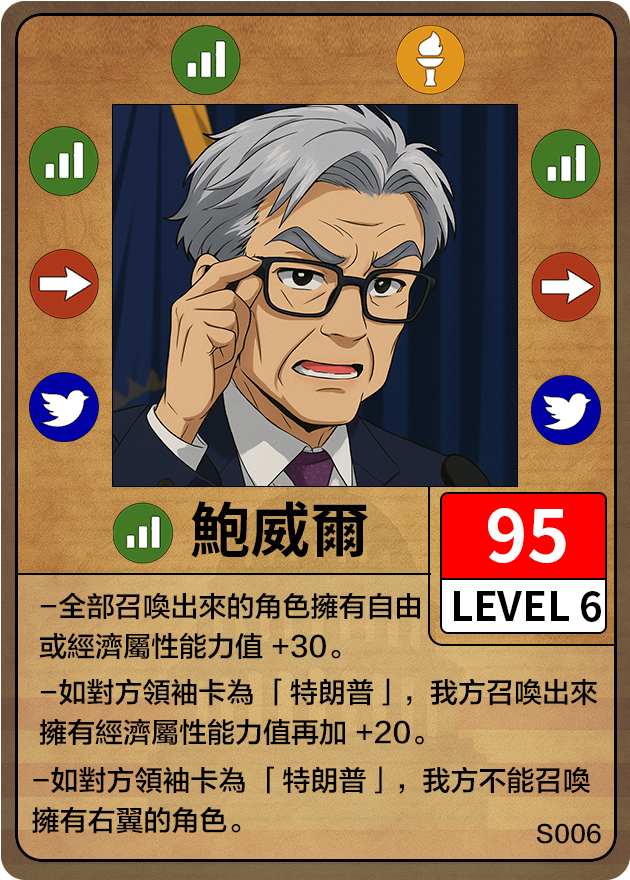 鮑威爾
95
LEVEL 6
–全部召喚出來的角色擁有自由
或經濟屬性能力值 +30。
–如對方領袖卡為「特朗普」，我方召喚出來
擁有經濟屬性能力值再加 +20。
–如對方領袖卡為「特朗普」，我方不能召喚
擁有右翼的角色。
S006